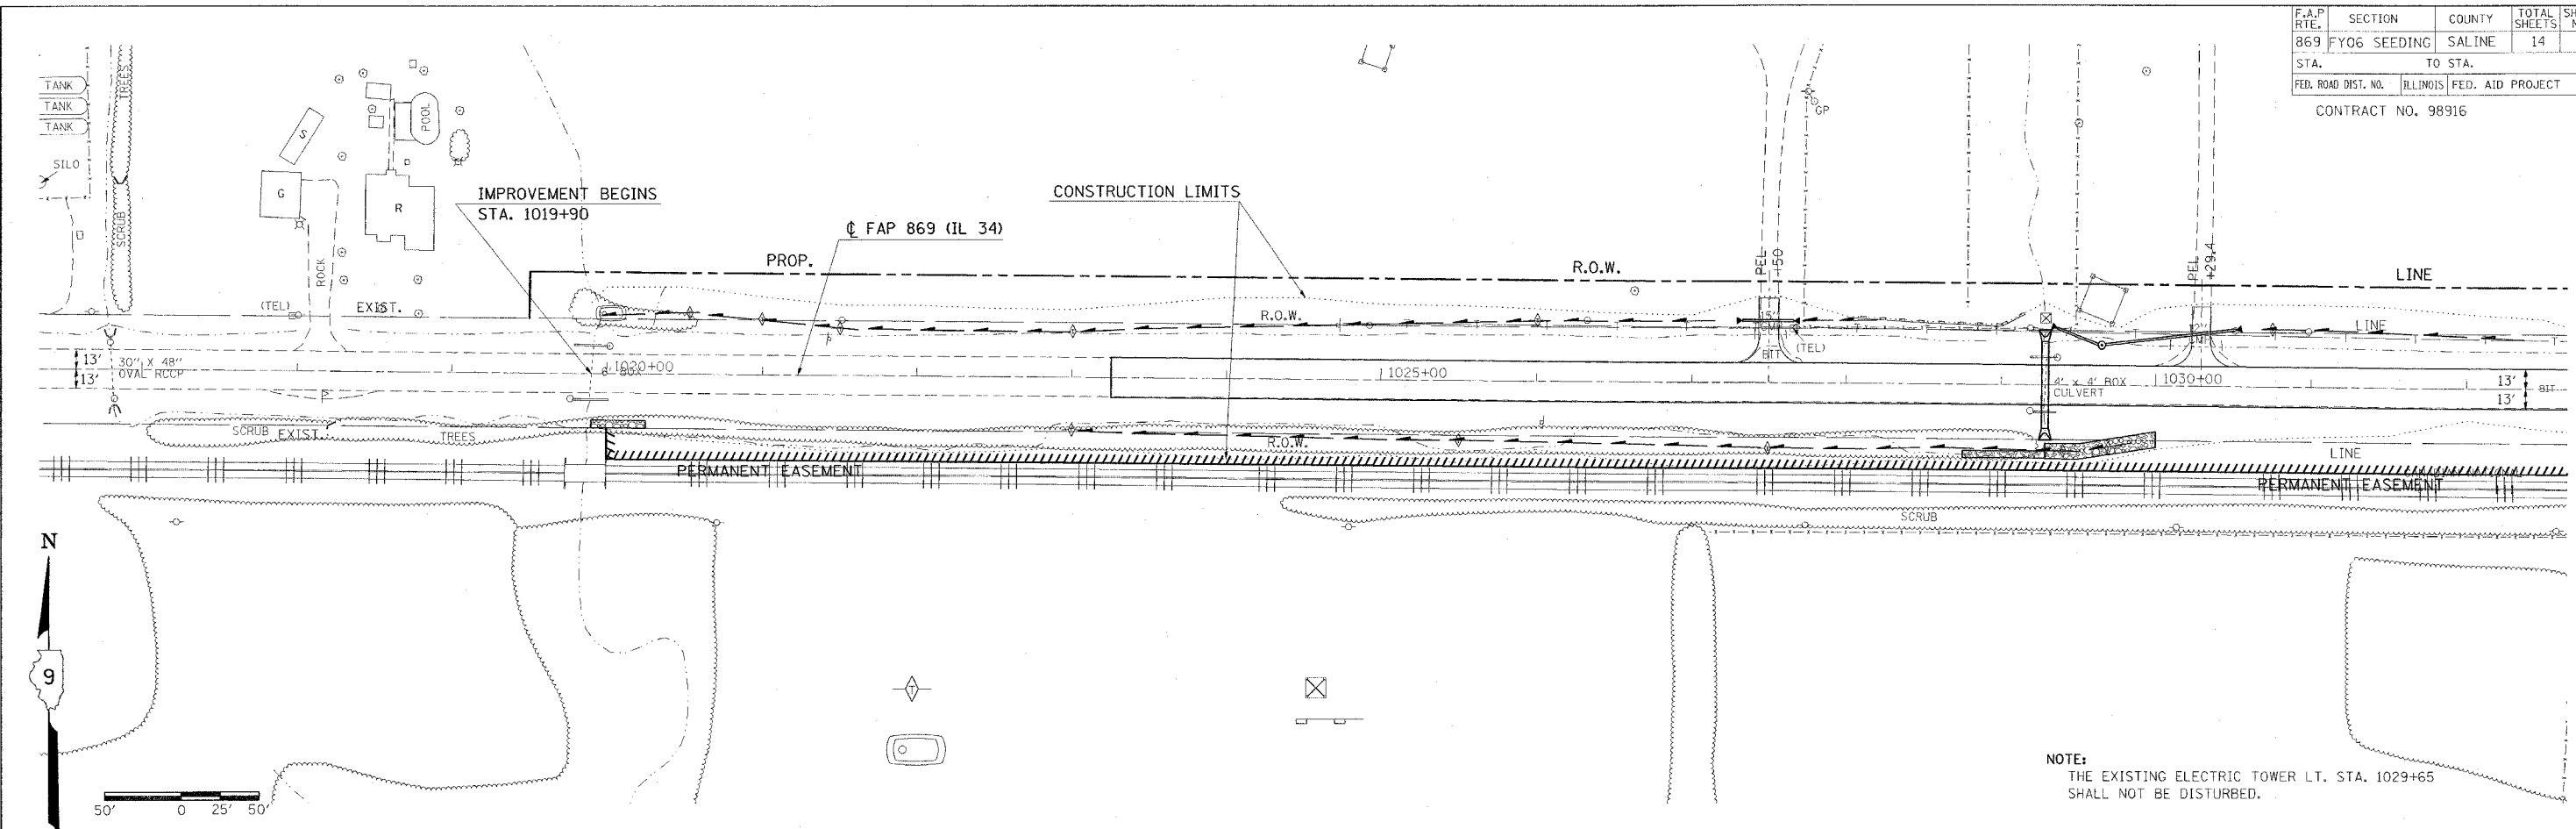 F.A.P RTE. SECTION COUNTY TOTAL SHEETS
869 FY06 SEEDING SALINE 14
STA. TO STA.
FED. ROAD DIST. NO. ILLINOIS FED. AID PROJECT
CONTRACT NO. 98916
TANK
TANK
TANK
SILO
TREES
SCRUB
S
G
R
POOL
ROCK
GP
IMPROVEMENT BEGINS
STA. 1019+90
CONSTRUCTION LIMITS
℄ FAP 869 (IL 34)
PROP.
R.O.W.
LINE
PEL
+50
PEL
+29.4
(TEL)
EXIST.
R.O.W.
15"
LINE
BIT
(TEL)
13'
13'
30" X 48"
OVAL RCCP
1020+00
1025+00
4' x 4' BOX
CULVERT
1030+00
13'
13'
BIT
SCRUB
EXIST.
TREES
R.O.W.
LINE
PERMANENT EASEMENT
PERMANENT EASEMENT
SCRUB
N
9
T
50' 0 25' 50'
NOTE:
THE EXISTING ELECTRIC TOWER LT. STA. 1029+65
SHALL NOT BE DISTURBED.